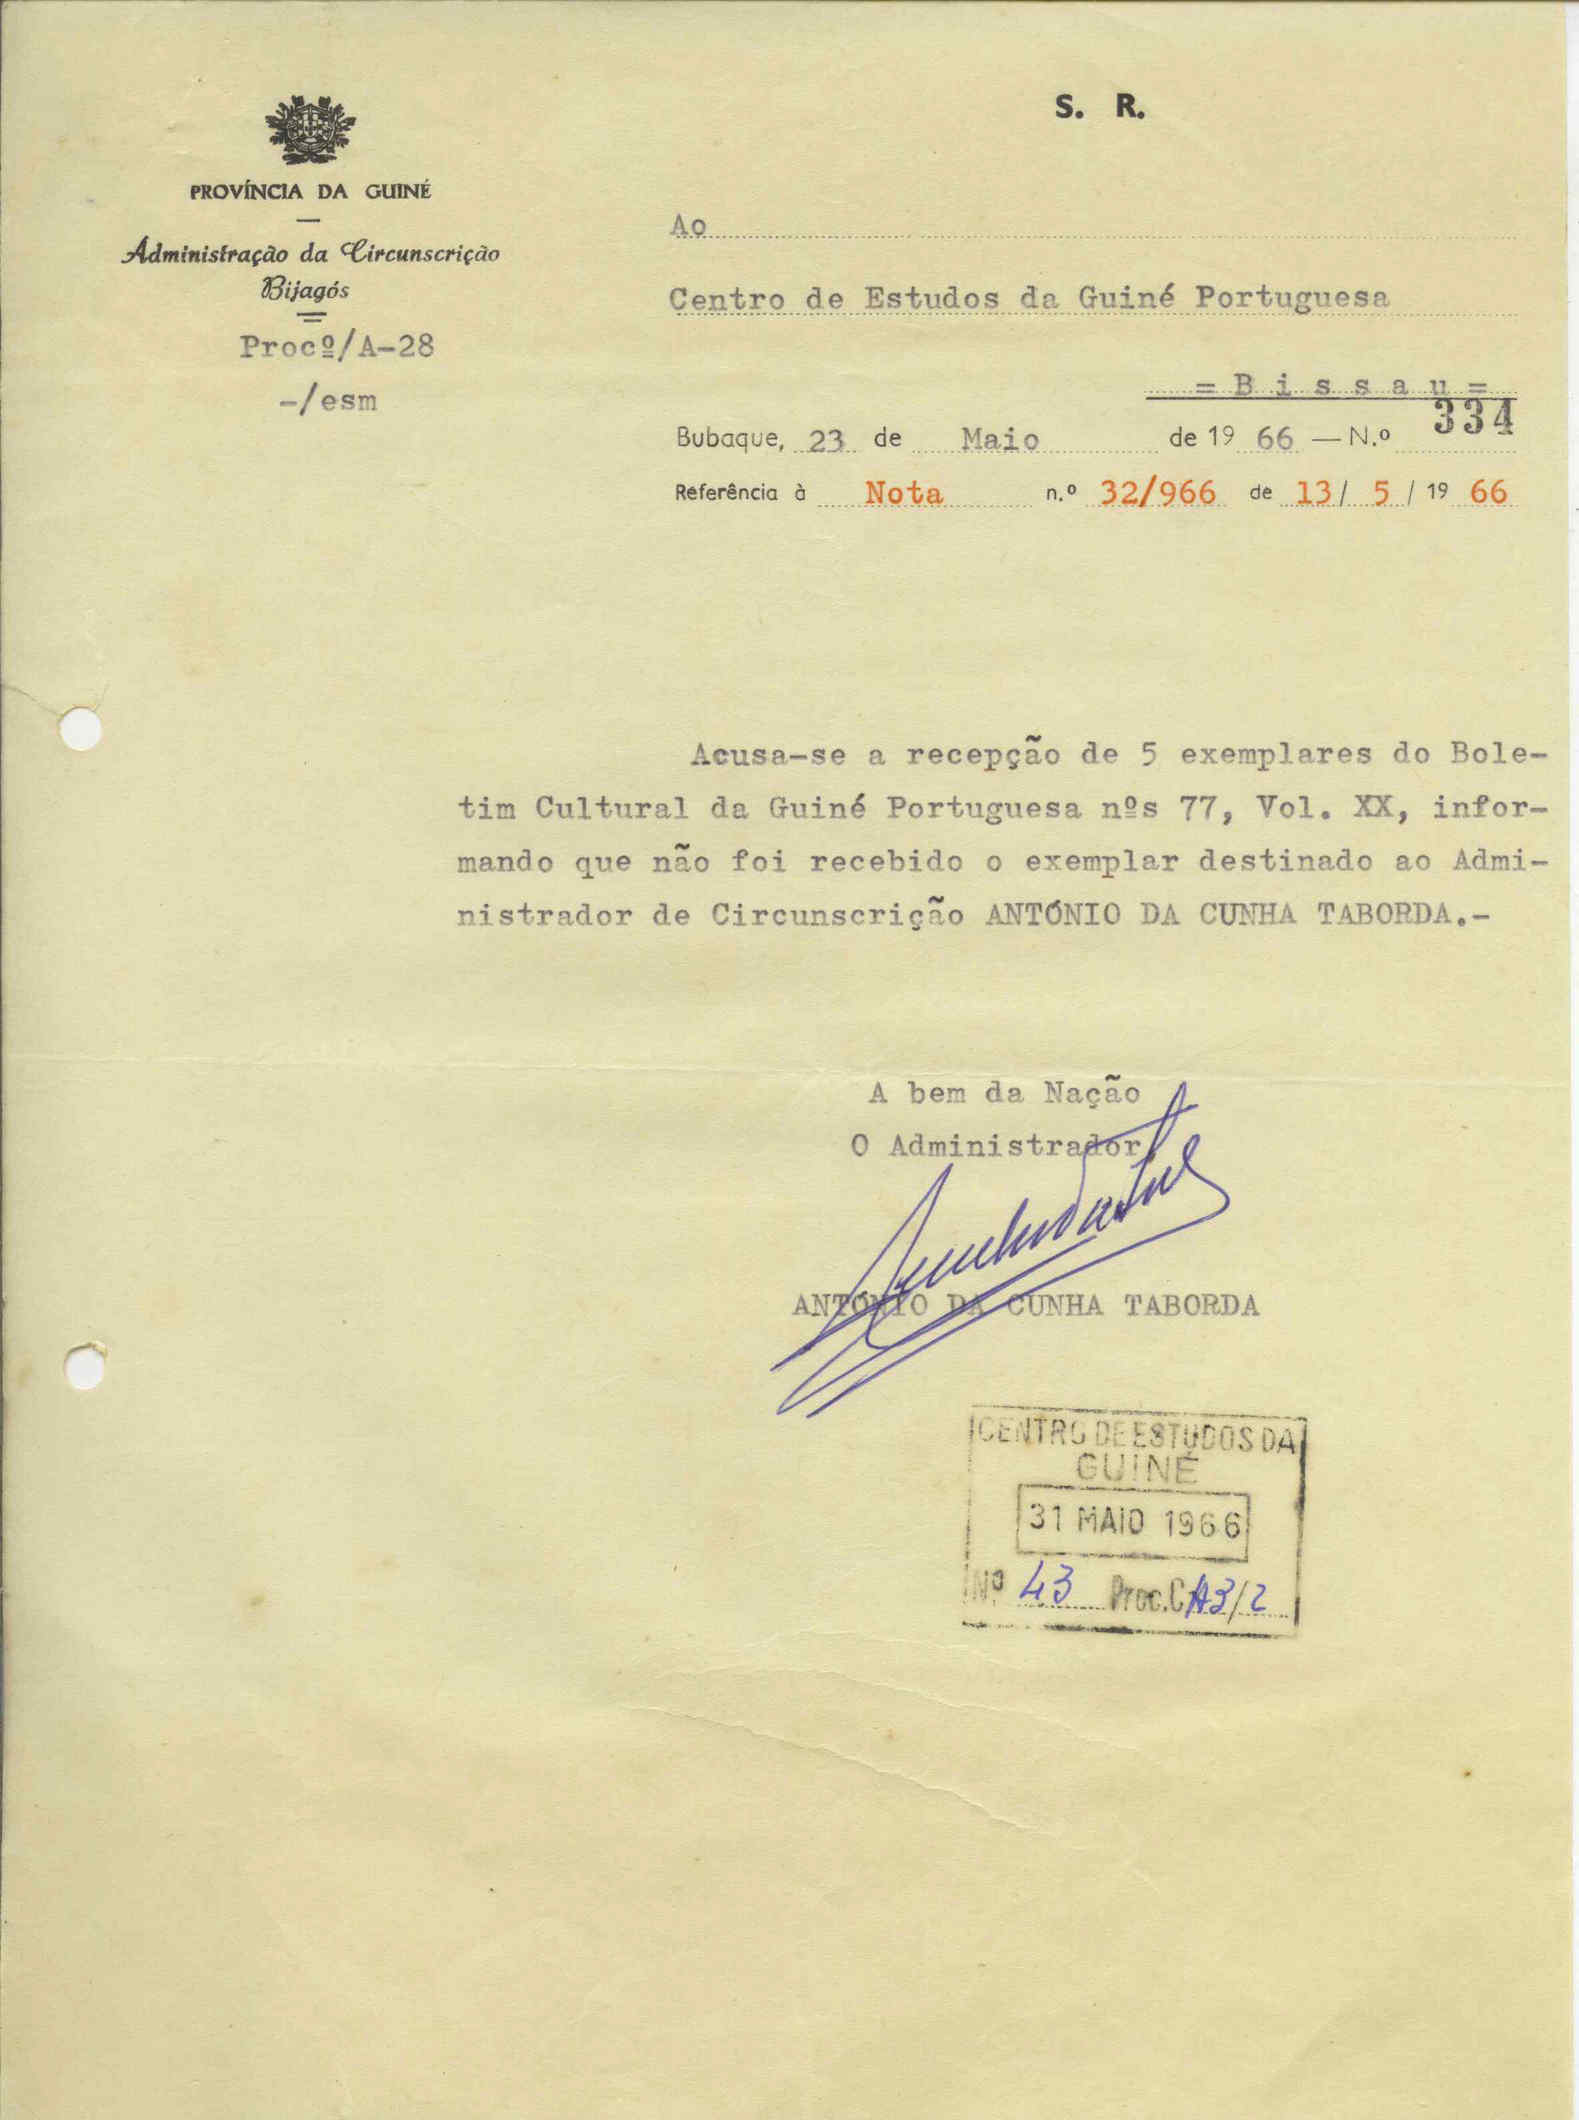 S. R.
PROVÍNCIA DA GUINÉ
Administração da Circunscrição
Bijagós
Procº/A-28
-/esm
Ao
Centro de Estudos da Guiné Portuguesa
= B i s s a u =
Bubaque, 23 de Maio de 19 66 — N.º 334
Referência à Nota n.º 32/966 de 13/ 5 / 19 66
Acusa-se a recepção de 5 exemplares do Bole-
tim Cultural da Guiné Portuguesa nºs 77, Vol. XX, infor-
mando que não foi recebido o exemplar destinado ao Admi-
nistrador de Circunscrição ANTÓNIO DA CUNHA TABORDA.-
A bem da Nação
O Administrador
ANTÓNIO DA CUNHA TABORDA
CENTRO DE ESTUDOS DA
GUINÉ
31 MAIO 1966
Nº 43 Proc. CA3/2